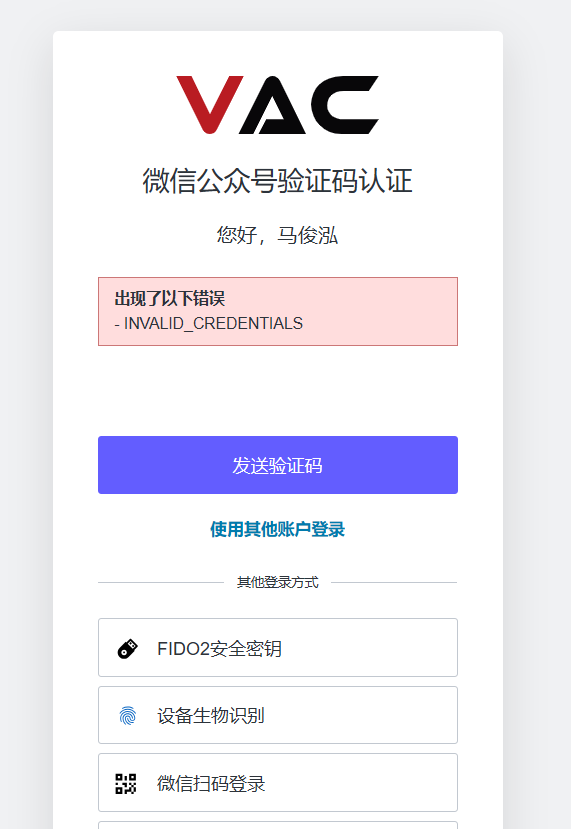 VAC
微信公众号验证码认证
您好，马俊泓
出现了以下错误
- INVALID_CREDENTIALS
发送验证码
使用其他账户登录
其他登录方式
FIDO2安全密钥
设备生物识别
微信扫码登录